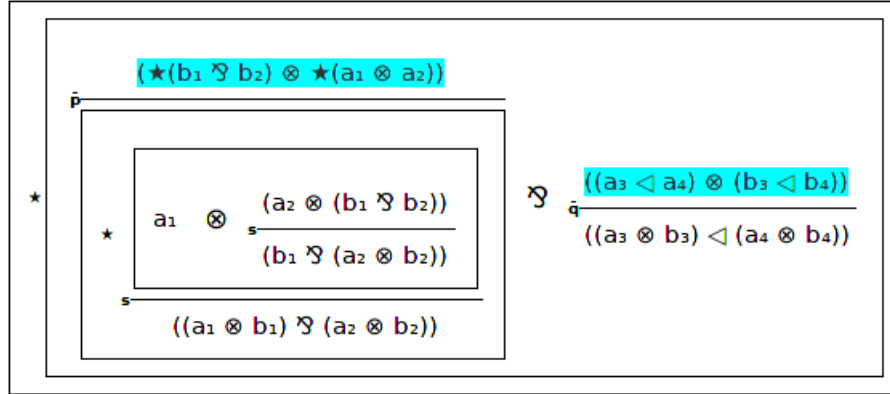 (★(b₁ ⅋ b₂) ⊗ ★(a₁ ⊗ a₂))
p̄
★
★
a₁ ⊗
(a₂ ⊗ (b₁ ⅋ b₂))
s
(b₁ ⅋ (a₂ ⊗ b₂))
s
((a₁ ⊗ b₁) ⅋ (a₂ ⊗ b₂))
⅋
((a₃ ◁ a₄) ⊗ (b₃ ◁ b₄))
q̄
((a₃ ⊗ b₃) ◁ (a₄ ⊗ b₄))